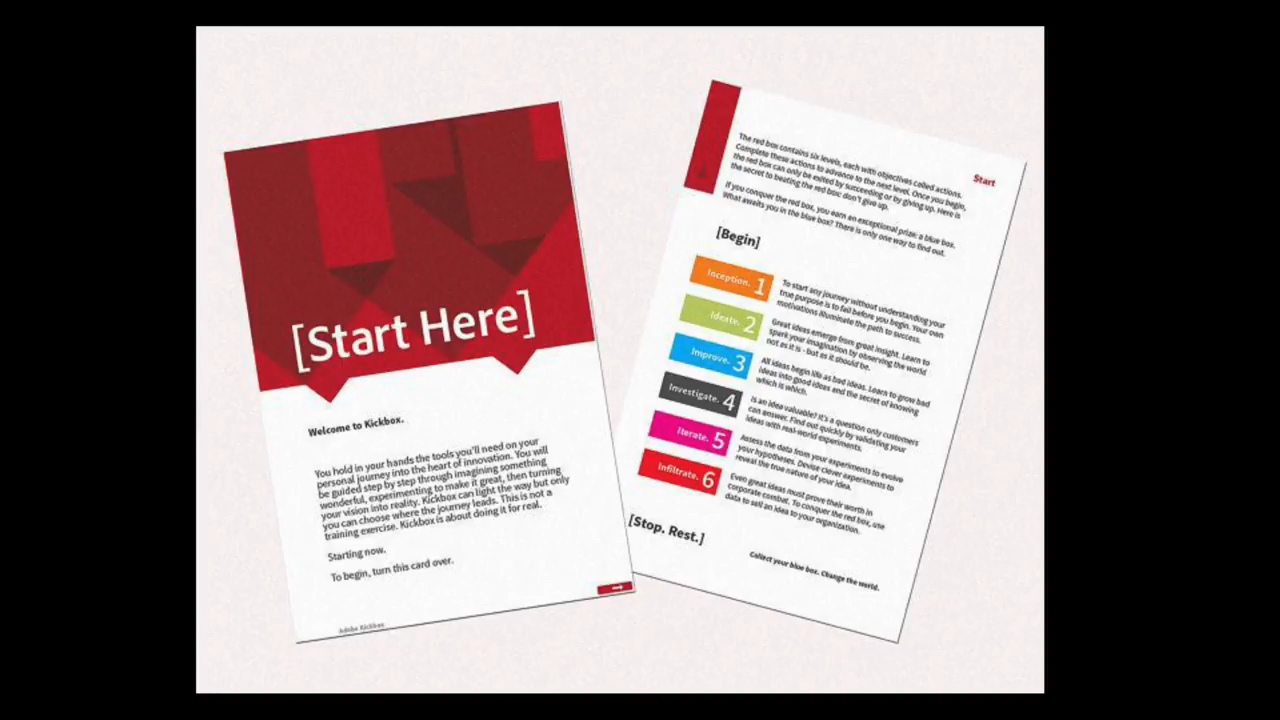 [Start Here]
Welcome to Kickbox.
You hold in your hands the tools you'll need on your
personal journey into the heart of innovation. You will
be guided step by step through imagining something
wonderful, experimenting to make it great, then turning
your vision into reality. Kickbox can light the way but only
you can choose where the journey leads. This is not a
training exercise. Kickbox is about doing it for real.
Starting now.
To begin, turn this card over.
Adobe Kickbox
Start
The red box contains six levels, each with objectives called actions.
Complete these actions to advance to the next level. Once you begin,
the red box can only be exited by succeeding or by giving up. Here is
the secret to beating the red box: don't give up.
If you conquer the red box, you earn an exceptional prize: a blue box.
What awaits you in the blue box? There is only one way to find out.
[Begin]
Inception. 1
To start any journey without understanding your
true purpose is to fail before you begin. Your own
motivations illuminate the path to success.
Ideate. 2
Great ideas emerge from great insight. Learn to
spark your imagination by observing the world
not as it is - but as it should be.
Improve. 3
All ideas begin life as bad ideas. Learn to grow bad
ideas into good ideas and the secret of knowing
which is which.
Investigate. 4
Is an idea valuable? It's a question only customers
can answer. Find out quickly by validating your
ideas with real-world experiments.
Iterate. 5
Assess the data from your experiments to evolve
your hypotheses. Devise clever experiments to
reveal the true nature of your idea.
Infiltrate. 6
Even great ideas must prove their worth in
corporate combat. To conquer the red box, use
data to sell an idea to your organization.
[Stop. Rest.]
Collect your blue box. Change the world.